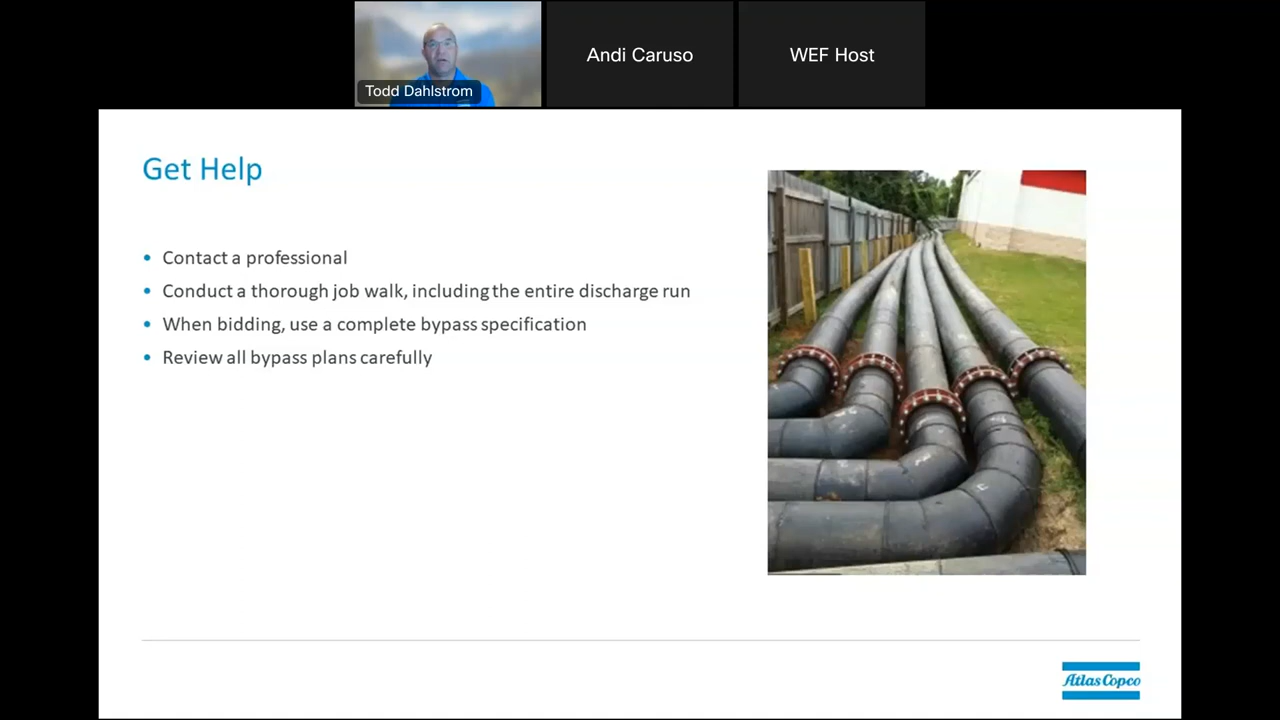 Todd Dahlstrom
Andi Caruso
WEF Host
Get Help
• Contact a professional
• Conduct a thorough job walk, including the entire discharge run
• When bidding, use a complete bypass specification
• Review all bypass plans carefully
Atlas Copco